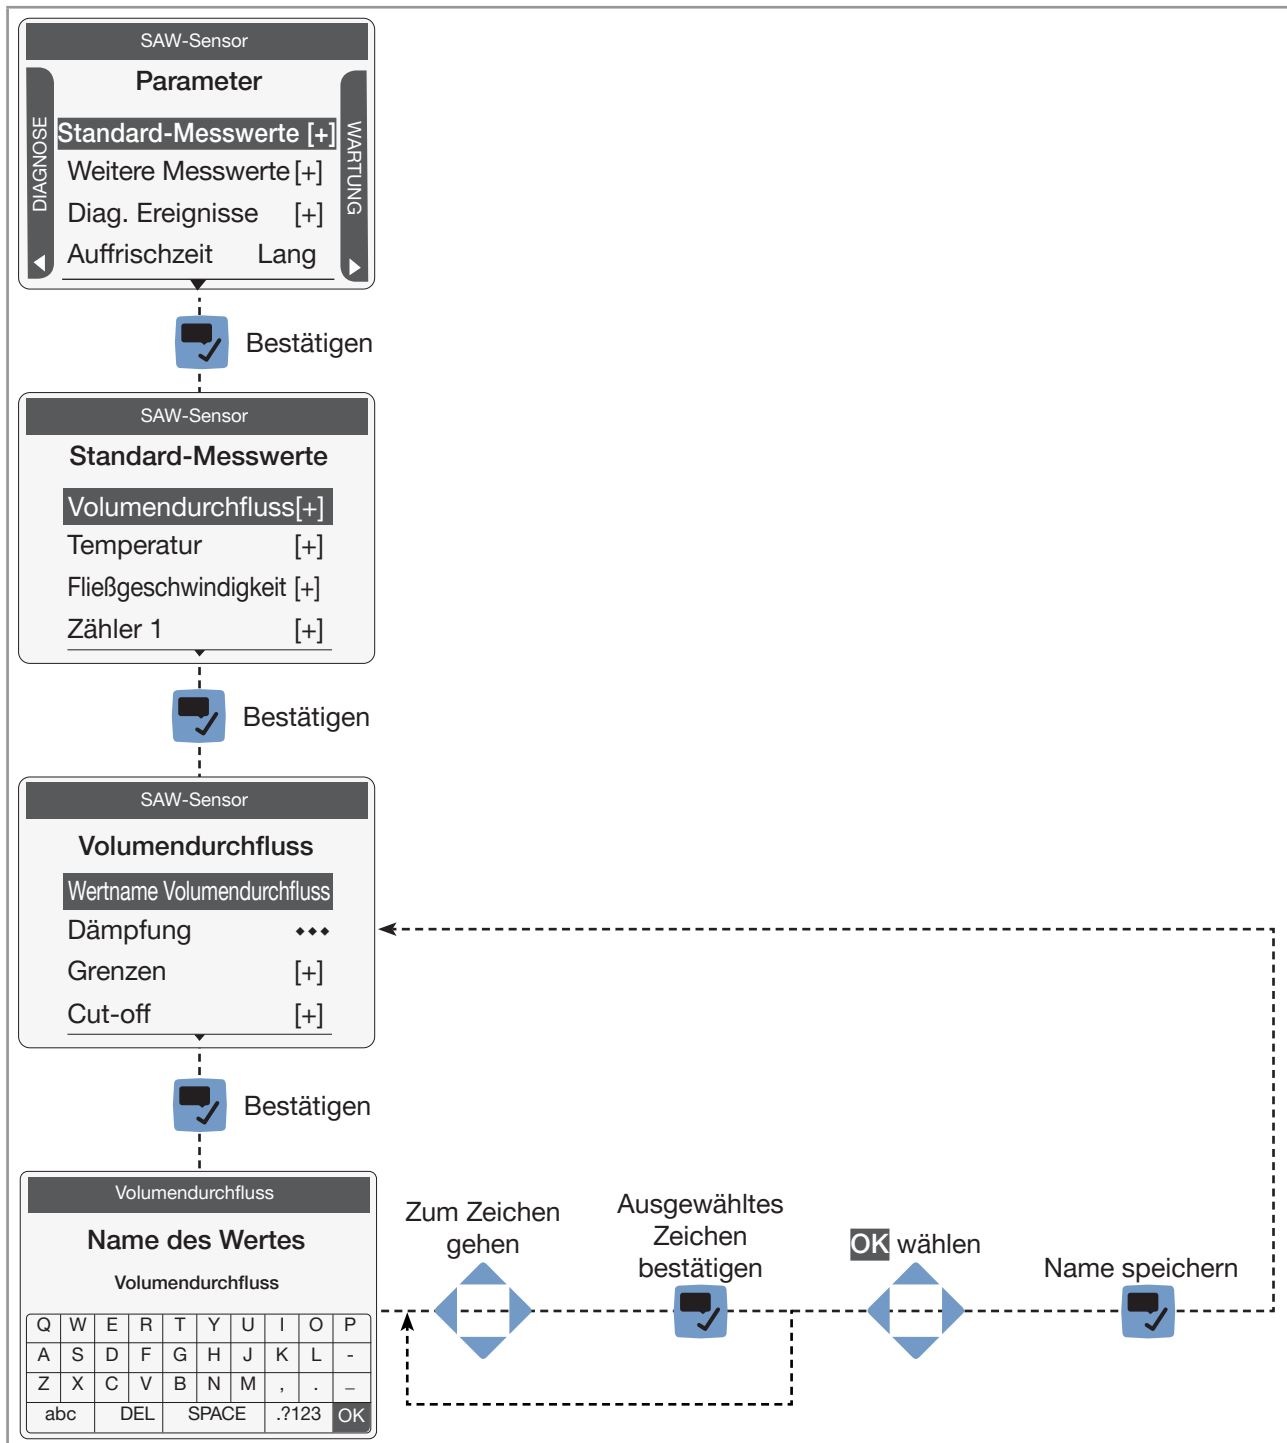 SAW-Sensor
Parameter
DIAGNOSE
WARTUNG
Standard-Messwerte [+]
Weitere Messwerte [+]
Diag. Ereignisse [+]
Auffrischzeit Lang
Bestätigen
SAW-Sensor
Standard-Messwerte
Volumendurchfluss[+]
Temperatur [+]
Fließgeschwindigkeit [+]
Zähler 1 [+]
Bestätigen
SAW-Sensor
Volumendurchfluss
Wertname Volumendurchfluss
Dämpfung
Grenzen [+]
Cut-off [+]
Bestätigen
Volumendurchfluss
Name des Wertes
Volumendurchfluss
Q W E R T Y U I O P
A S D F G H J K L -
Z X C V B N M , . _
abc DEL SPACE .?123 OK
Zum Zeichen
gehen
Ausgewähltes
Zeichen
bestätigen
OK wählen
Name speichern